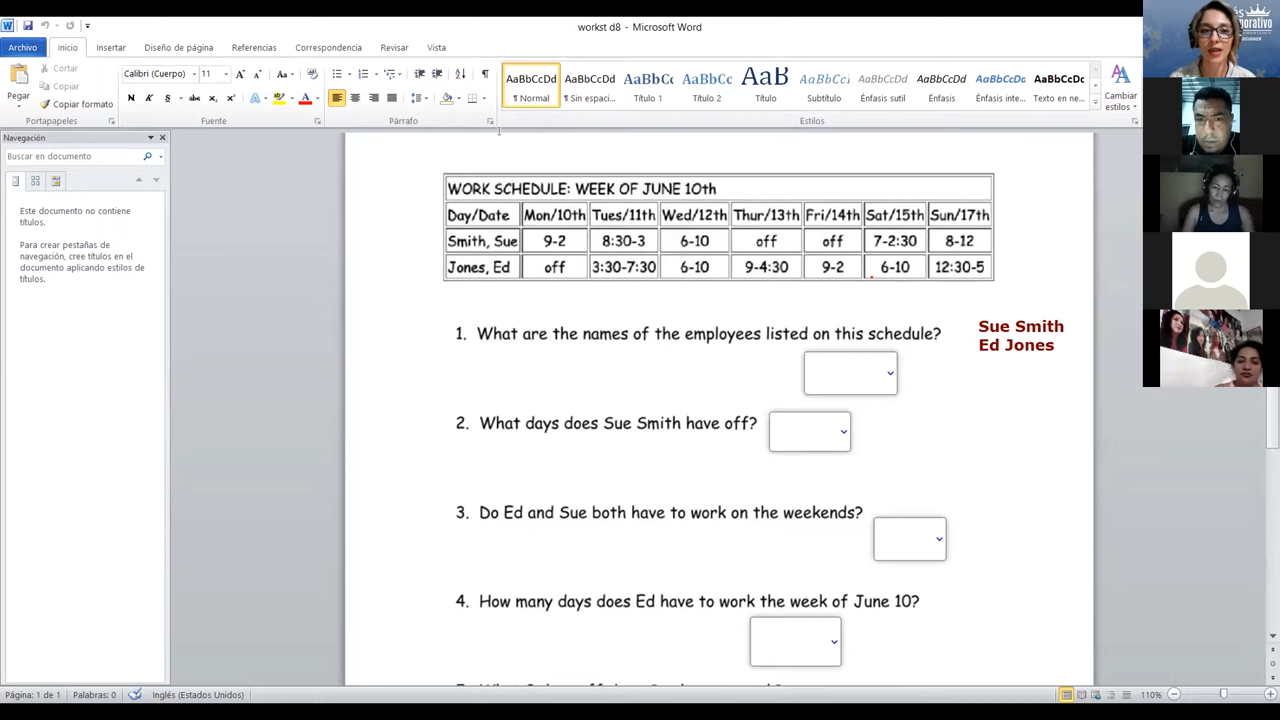 workst d8 - Microsoft Word
Archivo Inicio Insertar Diseño de página Referencias Correspondencia Revisar Vista
Pegar
Cortar
Copiar
Copiar formato
Portapapeles
Calibri (Cuerpo) 11
Fuente
Párrafo
AaBbCcDd AaBbCcDd AaBbC AaBbCc AaB AaBbCc. AaBbCcDd AaBbCcDd AaBbCcDd AaBbCcDd
¶ Normal ¶ Sin espaci... Título 1 Título 2 Título Subtítulo Énfasis sutil Énfasis Énfasis inte... Texto en ne...
Estilos
Cambiar
estilos
Navegación
Buscar en documento
Este documento no contiene
títulos.
Para crear pestañas de
navegación, cree títulos en el
documento aplicando estilos de
títulos.
WORK SCHEDULE: WEEK OF JUNE 10th
Day/Date Mon/10th Tues/11th Wed/12th Thur/13th Fri/14th Sat/15th Sun/17th
Smith, Sue 9-2 8:30-3 6-10 off off 7-2:30 8-12
Jones, Ed off 3:30-7:30 6-10 9-4:30 9-2 6-10 12:30-5
1. What are the names of the employees listed on this schedule?
Sue Smith
Ed Jones
2. What days does Sue Smith have off?
3. Do Ed and Sue both have to work on the weekends?
4. How many days does Ed have to work the week of June 10?
Página: 1 de 1 Palabras: 0 Inglés (Estados Unidos) 110%